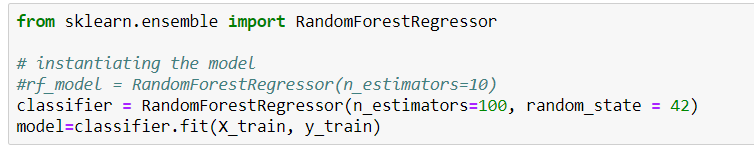 from sklearn.ensemble import RandomForestRegressor
# instantiating the model
#rf_model = RandomForestRegressor(n_estimators=10)
classifier = RandomForestRegressor(n_estimators=100, random_state = 42)
model=classifier.fit(X_train, y_train)